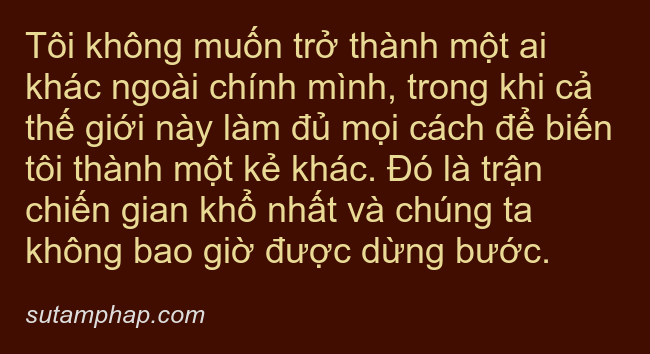 Tôi không muốn trở thành một ai
khác ngoài chính mình, trong khi cả
thế giới này làm đủ mọi cách để biến
tôi thành một kẻ khác. Đó là trận
chiến gian khổ nhất và chúng ta
không bao giờ được dừng bước.
sutamphap.com